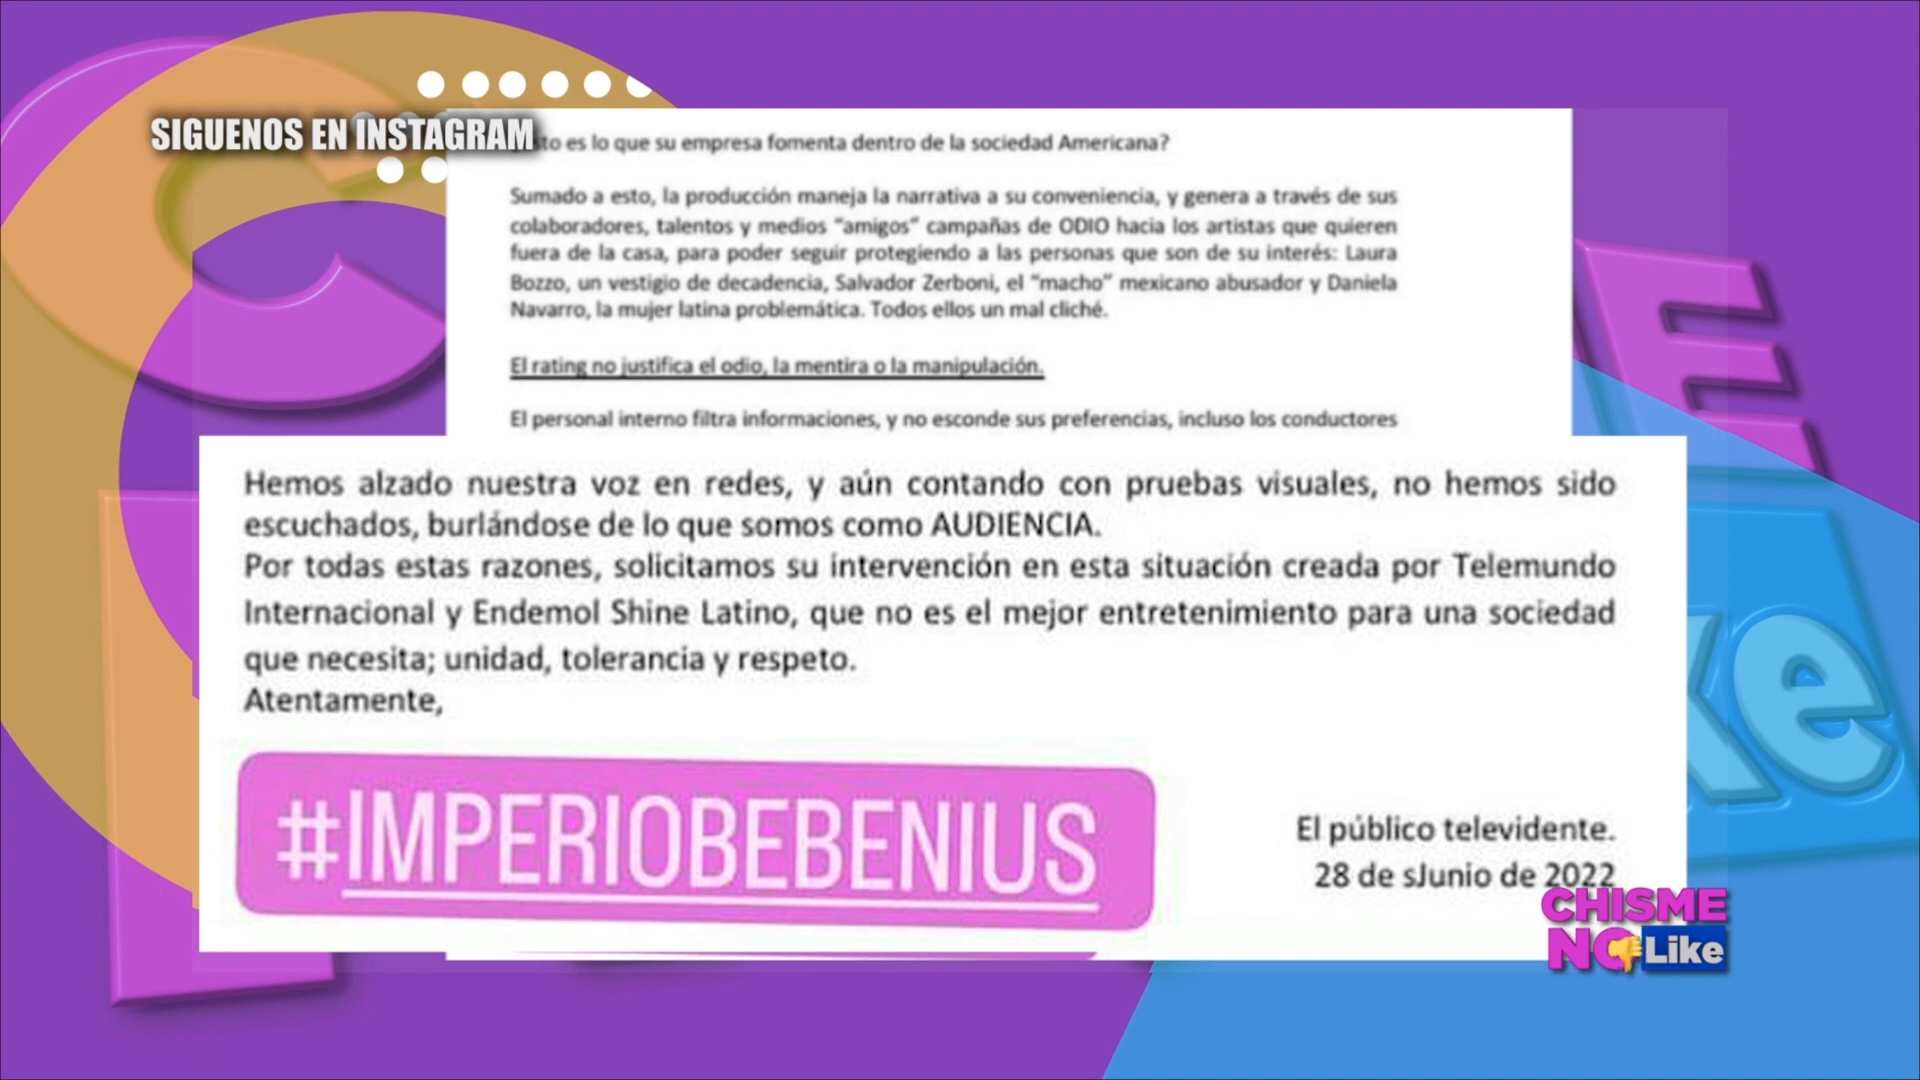 SIGUENOS EN INSTAGRAM
sto es lo que su empresa fomenta dentro de la sociedad Americana?
Sumado a esto, la producción maneja la narrativa a su conveniencia, y genera a través de sus
colaboradores, talentos y medios "amigos" campañas de ODIO hacia los artistas que quieren
fuera de la casa, para poder seguir protegiendo a las personas que son de su interés: Laura
Bozzo, un vestigio de decadencia, Salvador Zerboni, el "macho" mexicano abusador y Daniela
Navarro, la mujer latina problemática. Todos ellos un mal cliché.
El rating no justifica el odio, la mentira o la manipulación.
El personal interno filtra informaciones, y no esconde sus preferencias, incluso los conductores
Hemos alzado nuestra voz en redes, y aún contando con pruebas visuales, no hemos sido
escuchados, burlándose de lo que somos como AUDIENCIA.
Por todas estas razones, solicitamos su intervención en esta situación creada por Telemundo
Internacional y Endemol Shine Latino, que no es el mejor entretenimiento para una sociedad
que necesita; unidad, tolerancia y respeto.
Atentamente,
#IMPERIOBEBENIUS
El público televidente.
28 de sJunio de 2022
CHISME
NO Like